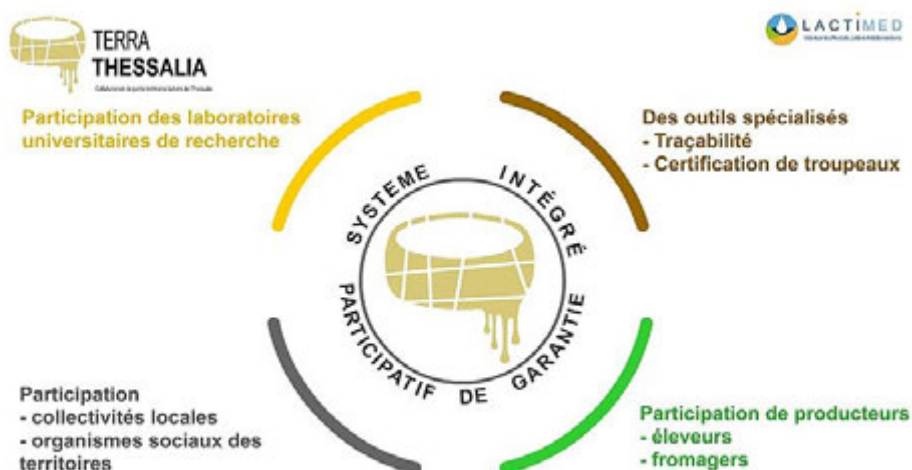 TERRA
THESSALIA
LACTIMED
Participation des laboratoires
universitaires de recherche
Des outils spécialisés
- Traçabilité
- Certification de troupeaux
SYSTEME INTÉGRÉ
PARTICIPATIF DE GARANTIE
Participation
- collectivités locales
- organismes sociaux des
territoires
Participation de producteurs
- éleveurs
- fromagers